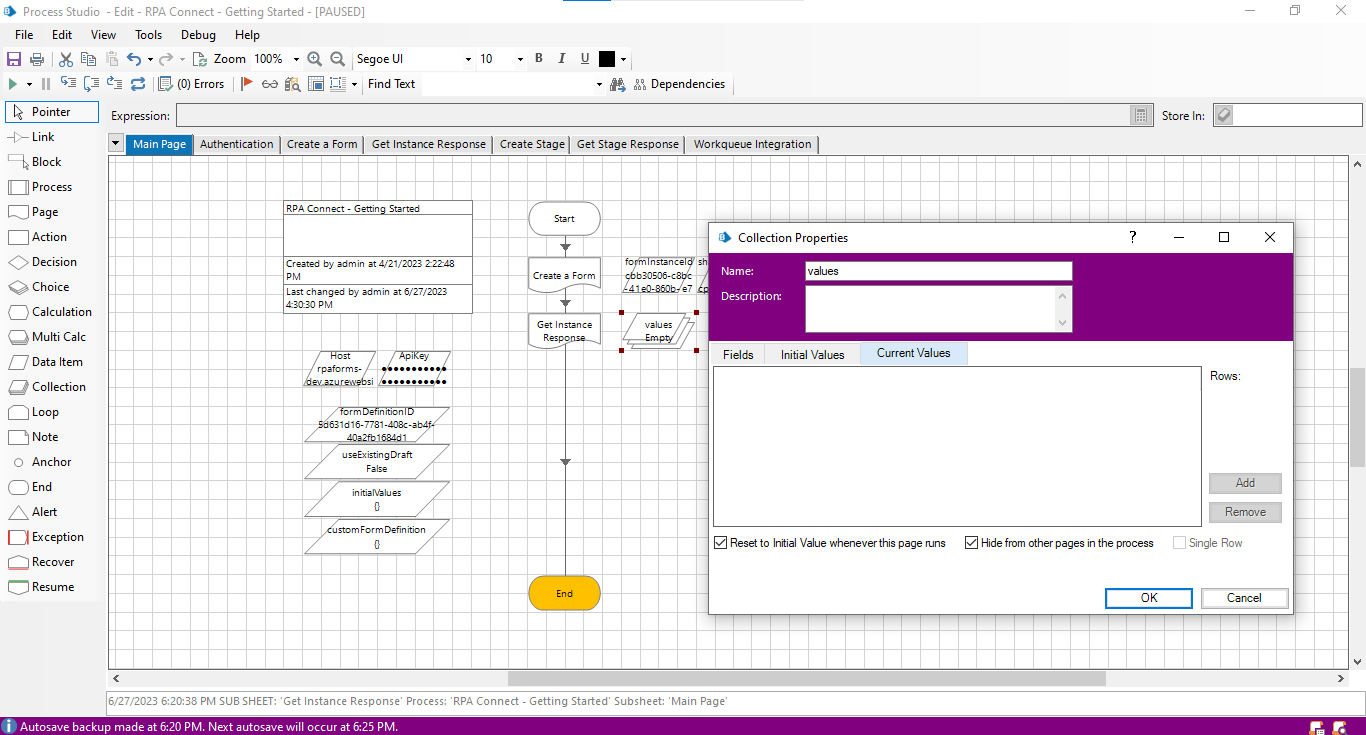 Process Studio - Edit - RPA Connect - Getting Started - [PAUSED]
File Edit View Tools Debug Help
Zoom 100% Segoe UI 10 B I U
(0) Errors Find Text Dependencies
Pointer
Link
Block
Process
Page
Action
Decision
Choice
Calculation
Multi Calc
Data Item
Collection
Loop
Note
Anchor
End
Alert
Exception
Recover
Resume
Expression: Store In:
Main Page Authentication Create a Form Get Instance Response Create Stage Get Stage Response Workqueue Integration
RPA Connect - Getting Started
Created by admin at 4/21/2023 2:22:48
PM
Last changed by admin at 6/27/2023
4:30:30 PM
Host
rpaforms-
dev.azurewebsi
ApiKey
●●●●●●●●●●●
●●●●●●●●●●●
formDefinitionID
5d631d16-7781-408c-ab4f-
40a2fb1684d1
useExistingDraft
False
initialValues
{}
customFormDefinition
{}
Start
Create a Form
Get Instance
Response
End
formInstanceId
cbb30506-c8bc
-41e0-860b-e7
sh
cp
values
Empty
Collection Properties
?
Name: values
Description:
Fields Initial Values Current Values
Rows:
Add
Remove
Reset to Initial Value whenever this page runs Hide from other pages in the process Single Row
OK Cancel
6/27/2023 6:20:38 PM SUB SHEET: 'Get Instance Response' Process: 'RPA Connect - Getting Started' Subsheet: 'Main Page'
Autosave backup made at 6:20 PM. Next autosave will occur at 6:25 PM.